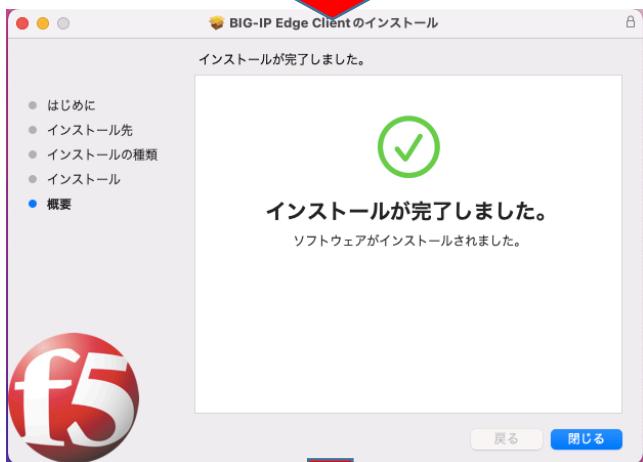 BIG-IP Edge Clientのインストール
インストールが完了しました。
はじめに
インストール先
インストールの種類
インストール
概要
インストールが完了しました。
ソフトウェアがインストールされました。
f5
戻る
閉じる